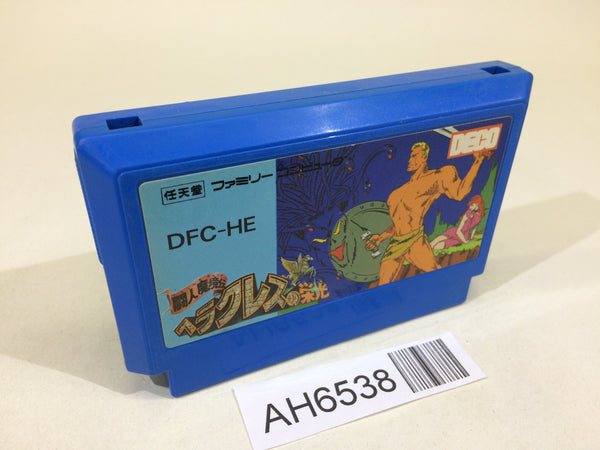 任天堂 ファミリーコンピュータ
DECO
DFC-HE
闘人魔境伝
ヘラクレスの栄光
AH6538